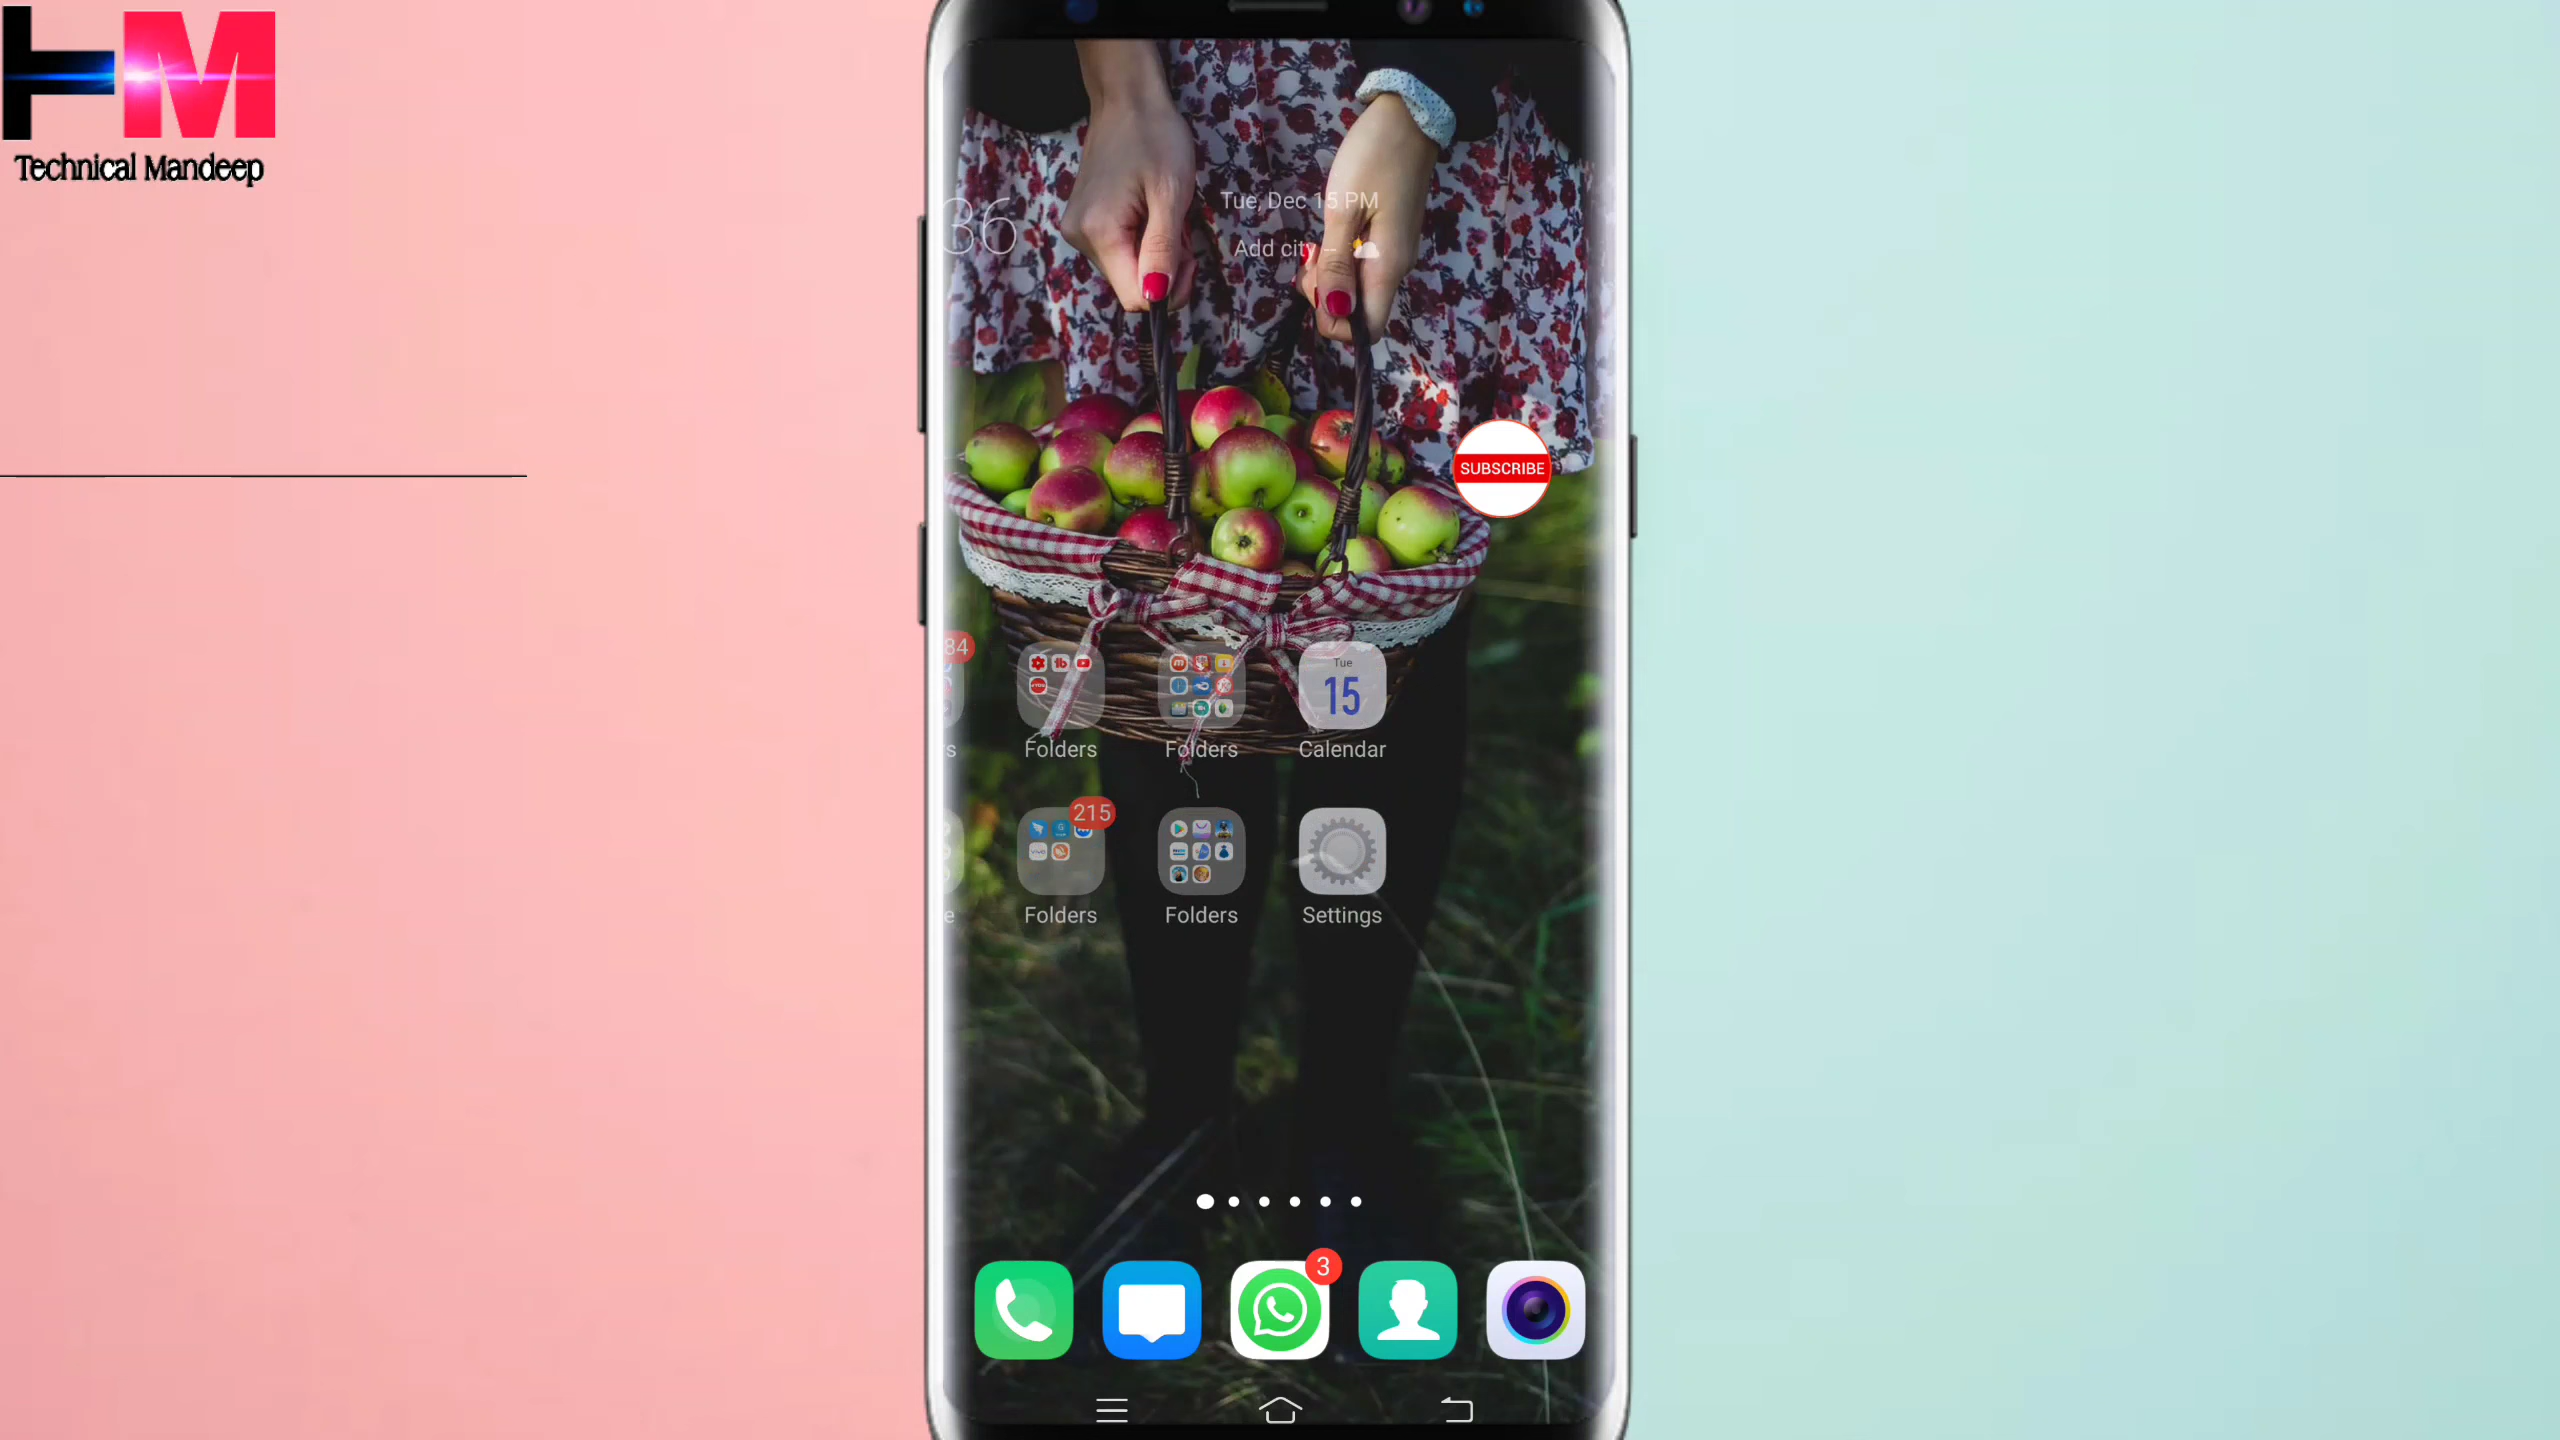 HM
Technical Mandeep
36
Tue, Dec 15 PM
Add city --
SUBSCRIBE
84
Tue
15
s
Folders
Folders
Calendar
215
e
Folders
Folders
Settings
3